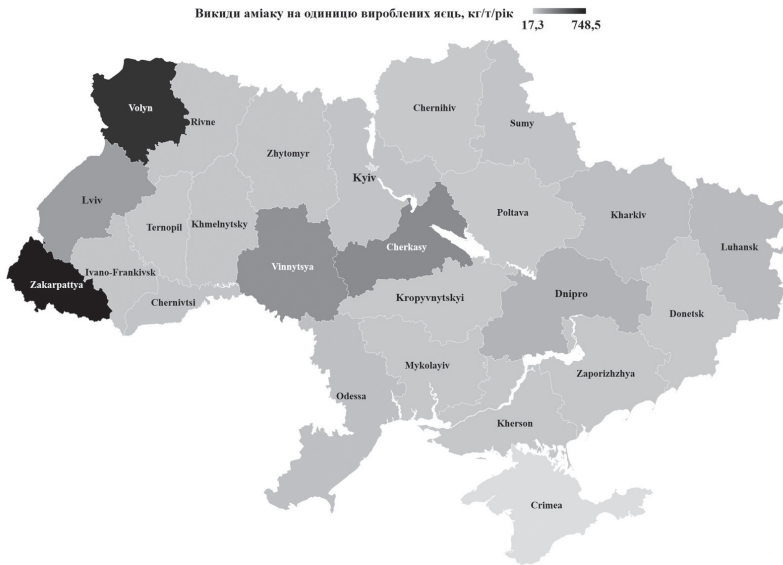 Викиди аміаку на одиницю вироблених яєць, кг/т/рік
17,3 748,5
Volyn
Rivne
Chernihiv
Sumy
Zhytomyr
Kyiv
Lviv
Ternopil
Khmelnytsky
Poltava
Kharkiv
Luhansk
Cherkasy
Vinnytsya
Ivano-Frankivsk
Zakarpattya
Chernivtsi
Kropyvnytskyi
Dnipro
Donetsk
Mykolayiv
Zaporizhzhya
Odessa
Kherson
Crimea